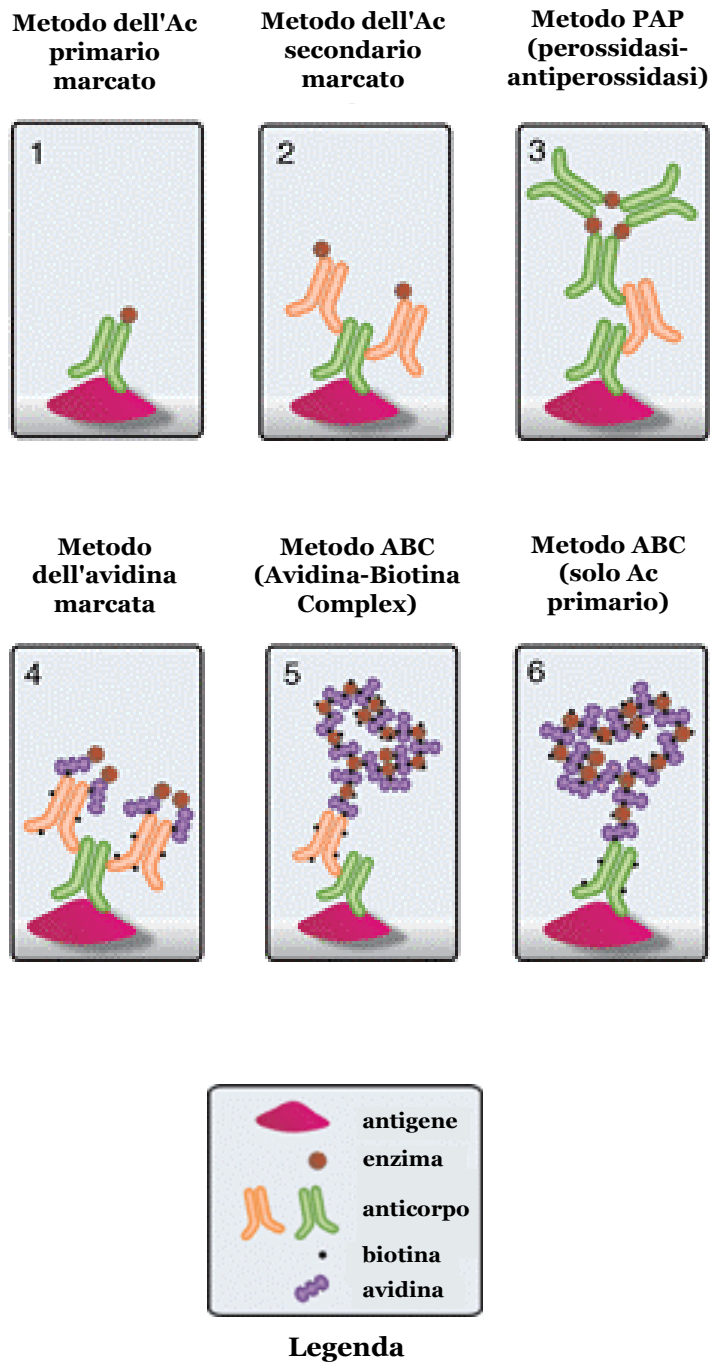 Metodo dell'Ac
primario
marcato
Metodo dell'Ac
secondario
marcato
Metodo PAP
(perossidasi-
antiperossidasi)
1
2
3
Metodo
dell'avidina
marcata
Metodo ABC
(Avidina-Biotina
Complex)
Metodo ABC
(solo Ac
primario)
4
5
6
antigene
enzima
anticorpo
biotina
avidina
Legenda